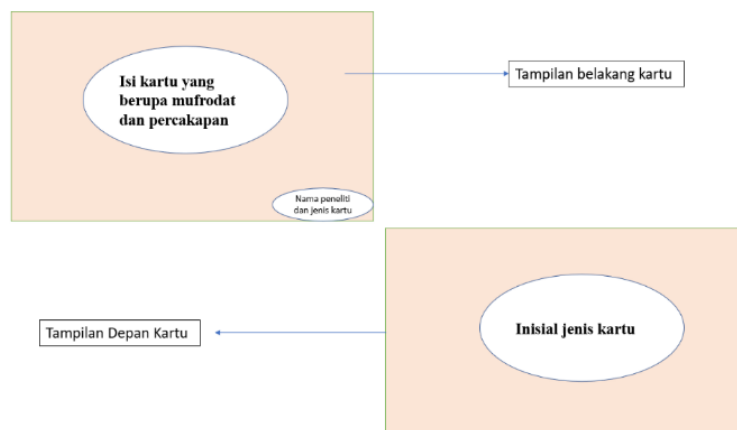 Isi kartu yang
berupa mufrodat
dan percakapan
Tampilan belakang kartu
Nama peneliti
dan jenis kartu
Tampilan Depan Kartu
Inisial jenis kartu